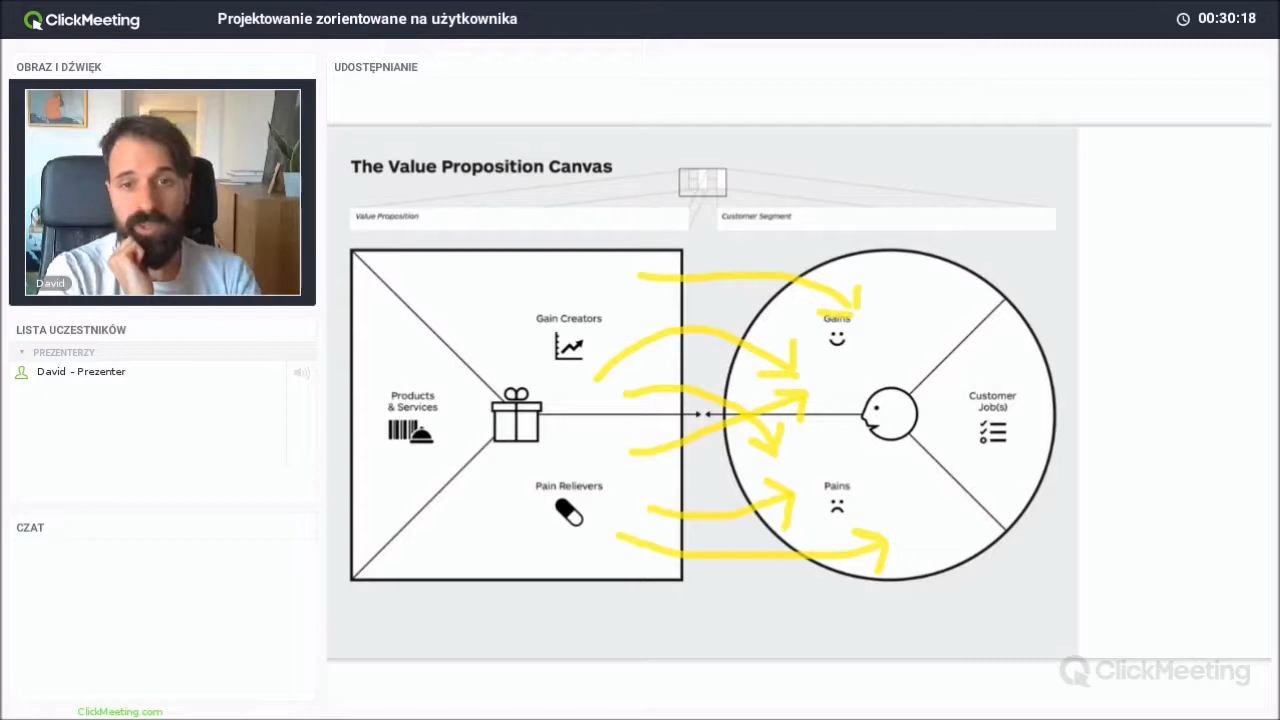 ClickMeeting
Projektowanie zorientowane na użytkownika
00:30:18
OBRAZ I DŹWIĘK
UDOSTĘPNIANIE
David
LISTA UCZESTNIKÓW
PREZENTERZY
David - Prezenter
CZAT
ClickMeeting.com
The Value Proposition Canvas
Value Proposition
Customer Segment
Gain Creators
Gains
Products
& Services
Customer
Job(s)
Pain Relievers
Pains
ClickMeeting